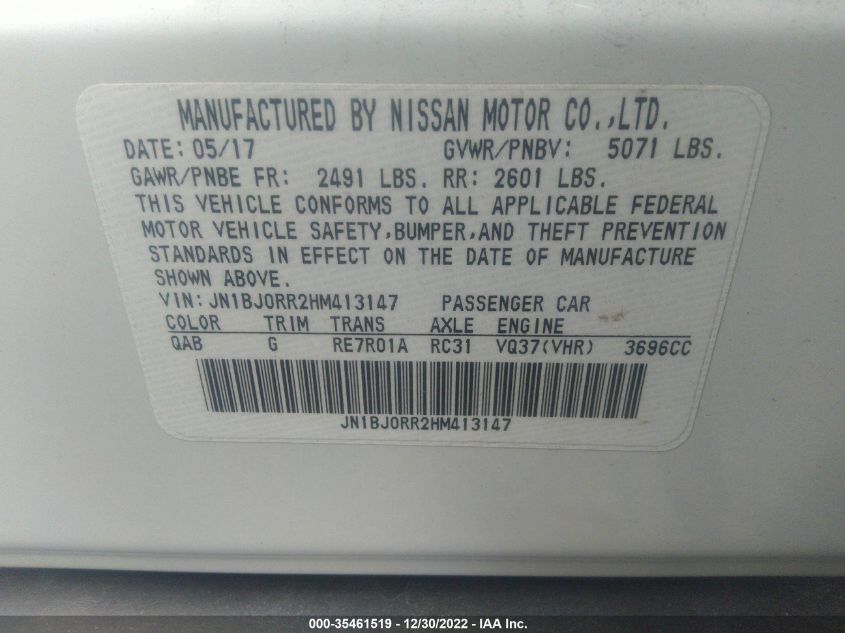 MANUFACTURED BY NISSAN MOTOR CO.,LTD.
DATE: 05/17 GVWR/PNBV: 5071 LBS.
GAWR/PNBE FR: 2491 LBS. RR: 2601 LBS.
THIS VEHICLE CONFORMS TO ALL APPLICABLE FEDERAL
MOTOR VEHICLE SAFETY,BUMPER,AND THEFT PREVENTION
STANDARDS IN EFFECT ON THE DATE OF MANUFACTURE
SHOWN ABOVE.
VIN: JN1BJ0RR2HM413147 PASSENGER CAR
COLOR TRIM TRANS AXLE ENGINE
QAB G RE7R01A RC31 VQ37(VHR) 3696CC
JN1BJ0RR2HM413147
000-35461519 - 12/30/2022 - IAA Inc.